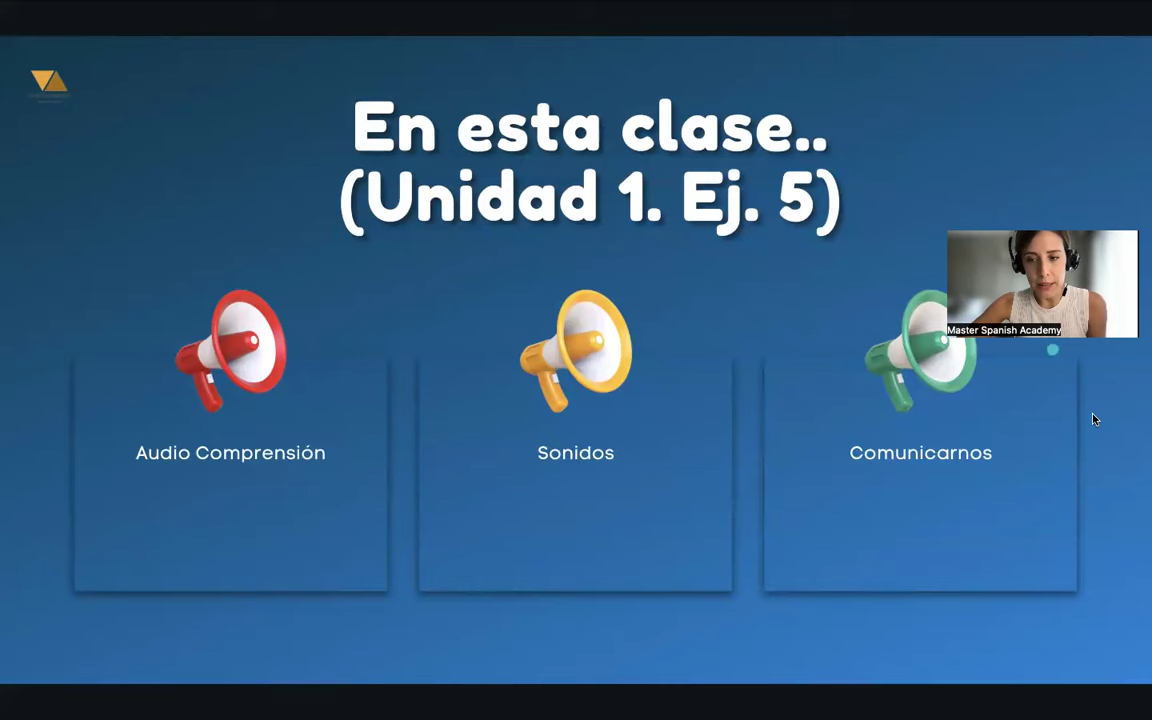 En esta clase..
(Unidad 1. Ej. 5)
Master Spanish Academy
Audio Comprensión
Sonidos
Comunicarnos